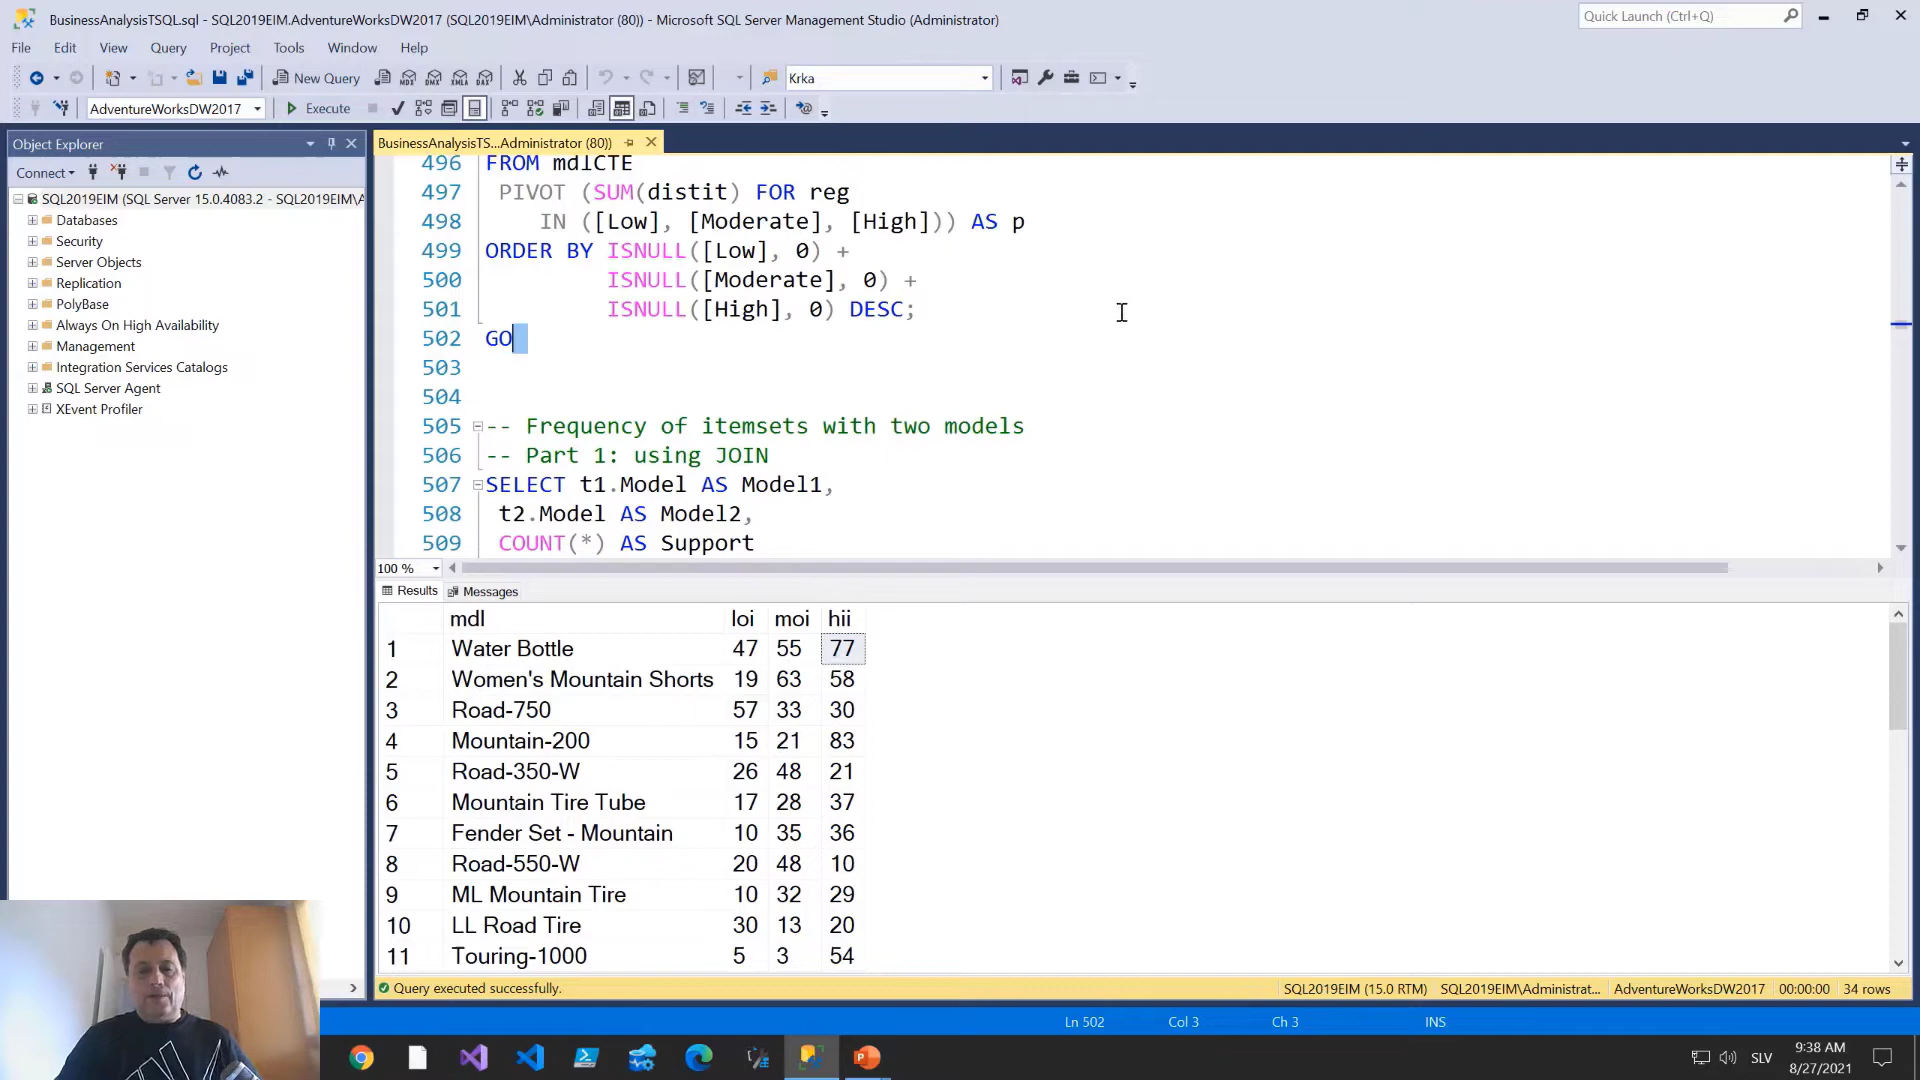 BusinessAnalysisTSQL.sql - SQL2019EIM.AdventureWorksDW2017 (SQL2019EIM\Administrator (80)) - Microsoft SQL Server Management Studio (Administrator)
Quick Launch (Ctrl+Q)
File Edit View Query Project Tools Window Help
New Query
Krka
AdventureWorksDW2017
Execute
Object Explorer
Connect
SQL2019EIM (SQL Server 15.0.4083.2 - SQL2019EIM\A
Databases
Security
Server Objects
Replication
PolyBase
Always On High Availability
Management
Integration Services Catalogs
SQL Server Agent
XEvent Profiler
BusinessAnalysisTS...Administrator (80))
496 FROM mdlCTE
497 PIVOT (SUM(distit) FOR reg
498 IN ([Low], [Moderate], [High])) AS p
499 ORDER BY ISNULL([Low], 0) +
500 ISNULL([Moderate], 0) +
501 ISNULL([High], 0) DESC;
502 GO
503
504
505 -- Frequency of itemsets with two models
506 -- Part 1: using JOIN
507 SELECT t1.Model AS Model1,
508 t2.Model AS Model2,
509 COUNT(*) AS Support
100 %
Results Messages
mdl loi moi hii
1 Water Bottle 47 55 77
2 Women's Mountain Shorts 19 63 58
3 Road-750 57 33 30
4 Mountain-200 15 21 83
5 Road-350-W 26 48 21
6 Mountain Tire Tube 17 28 37
7 Fender Set - Mountain 10 35 36
8 Road-550-W 20 48 10
9 ML Mountain Tire 10 32 29
10 LL Road Tire 30 13 20
11 Touring-1000 5 3 54
Query executed successfully.
SQL2019EIM (15.0 RTM) SQL2019EIM\Administrat... AdventureWorksDW2017 00:00:00 34 rows
Ln 502 Col 3 Ch 3 INS
SLV
9:38 AM
8/27/2021